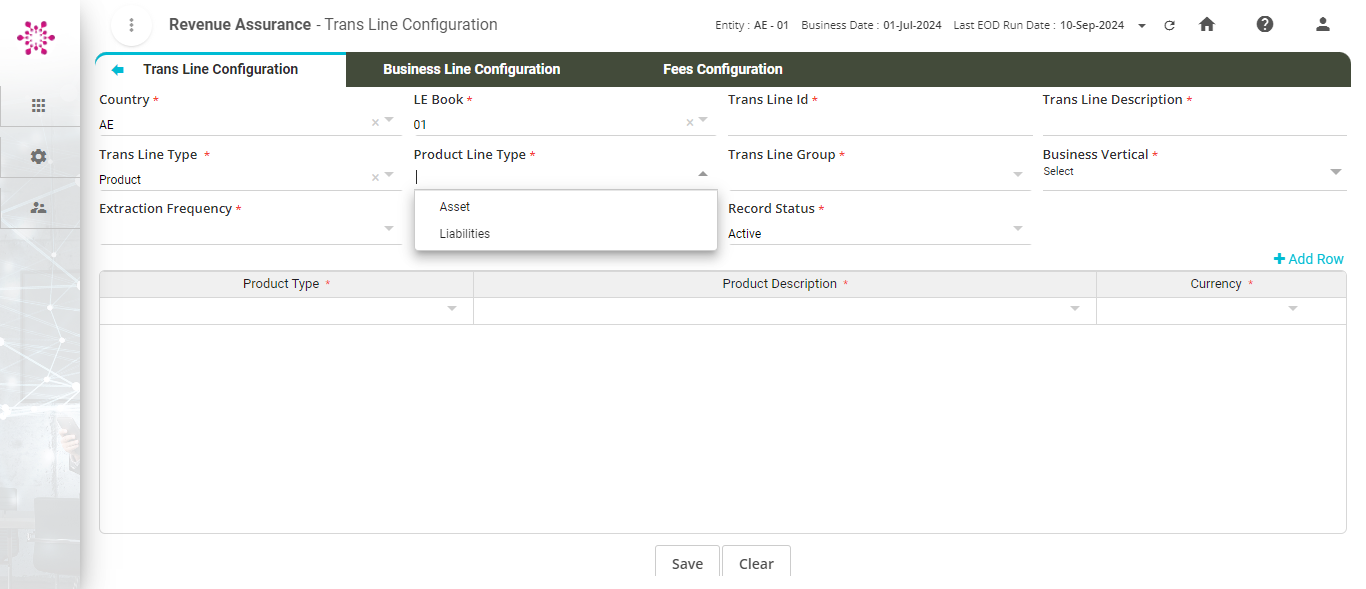 Revenue Assurance - Trans Line Configuration
Entity : AE - 01 Business Date : 01-Jul-2024 Last EOD Run Date : 10-Sep-2024
Trans Line Configuration
Business Line Configuration
Fees Configuration
Country *
LE Book *
Trans Line Id *
Trans Line Description *
AE
01
Trans Line Type *
Product Line Type *
Trans Line Group *
Business Vertical *
Product
Select
Asset
Liabilities
Extraction Frequency *
Record Status *
Active
+ Add Row
Product Type *
Product Description *
Currency *
Save
Clear